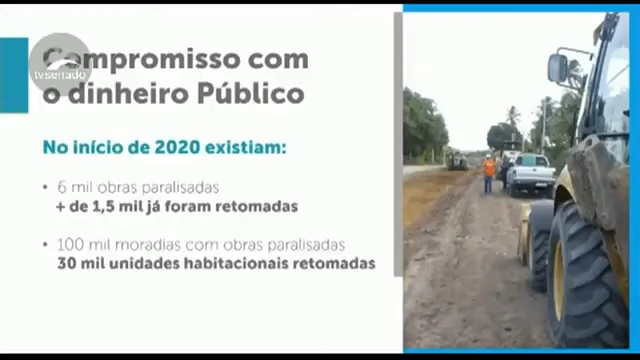 Compromisso com
tvsenado
o dinheiro Público
No início de 2020 existiam:
• 6 mil obras paralisadas
+ de 1,5 mil já foram retomadas
• 100 mil moradias com obras paralisadas
30 mil unidades habitacionais retomadas